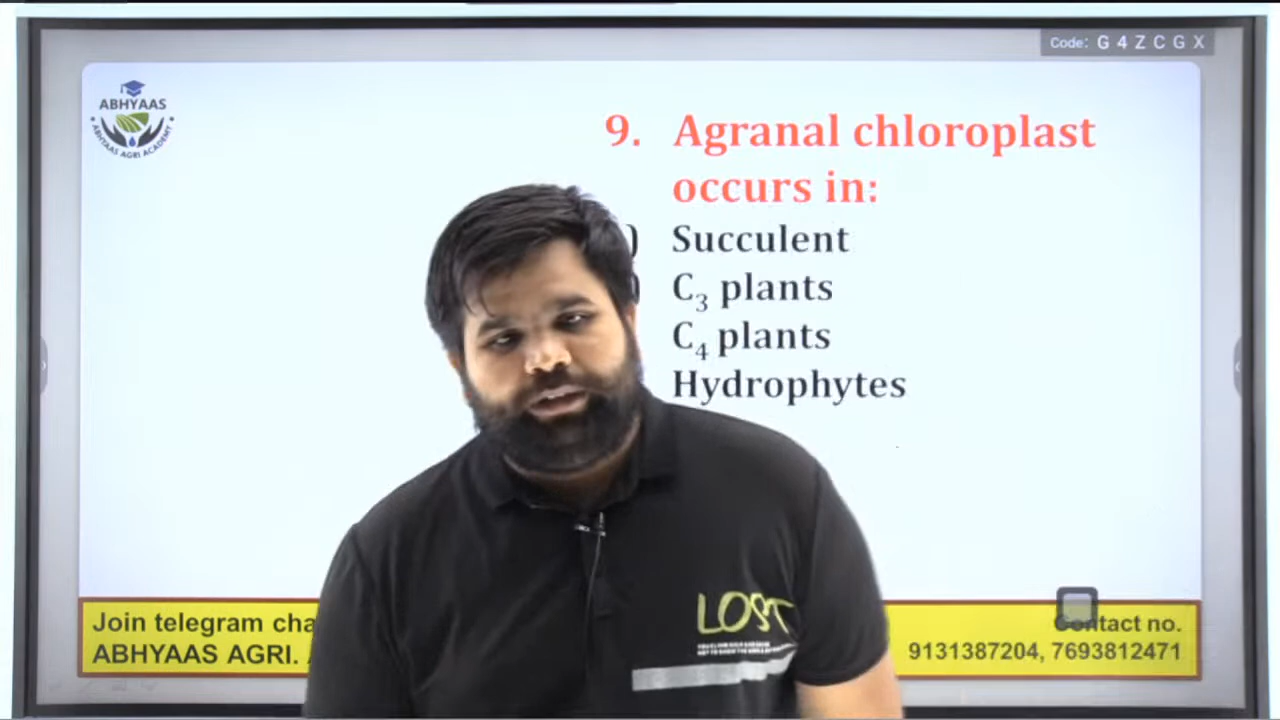 Code: G4ZCGX
ABHYAAS
ABHYAAS AGRI ACADEMY
9. Agranal chloroplast
occurs in:
) Succulent
) C₃ plants
C₄ plants
Hydrophytes
LOST
Join telegram cha
Contact no.
ABHYAAS AGRI.
9131387204, 7693812471